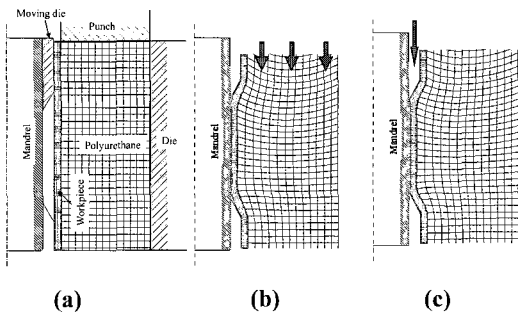 Moving die
Punch
Mandrel
Polyurethane
Die
Workpiece
Mandrel
Mandrel
(a)
(b)
(c)